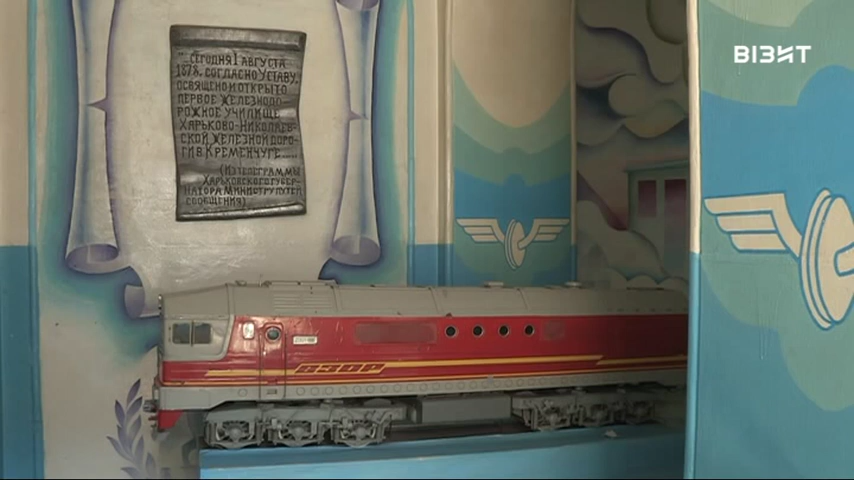 ВІЗИТ
"...СЕГОДНЯ 1 АВГУСТА
1878, СОГЛАСНО УСТАВУ,
ОСВЯЩЕНО И ОТКРЫТО
ПЕРВОЕ ЖЕЛЕЗНОДО-
РОЖНОЕ УЧИЛИЩЕ
ХАРЬКОВО-НИКОЛАЕВ-
СКОЙ ЖЕЛЕЗНОЙ ДОРО-
ГИ В КРЕМЕНЧУГЕ..."
(ИЗ ТЕЛЕГРАММЫ
ХАРЬКОВСКОГО ГУБЕР-
НАТОРА МИНИСТРУ ПУТЕЙ
СООБЩЕНИЯ)